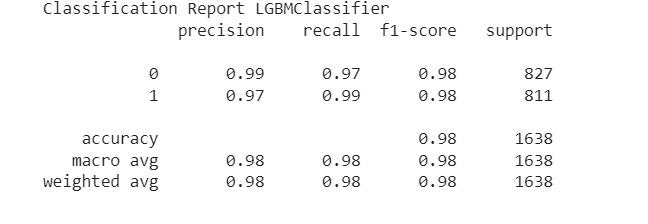 Classification Report LGBMClassifier
precision recall f1-score support
0 0.99 0.97 0.98 827
1 0.97 0.99 0.98 811
accuracy 0.98 1638
macro avg 0.98 0.98 0.98 1638
weighted avg 0.98 0.98 0.98 1638